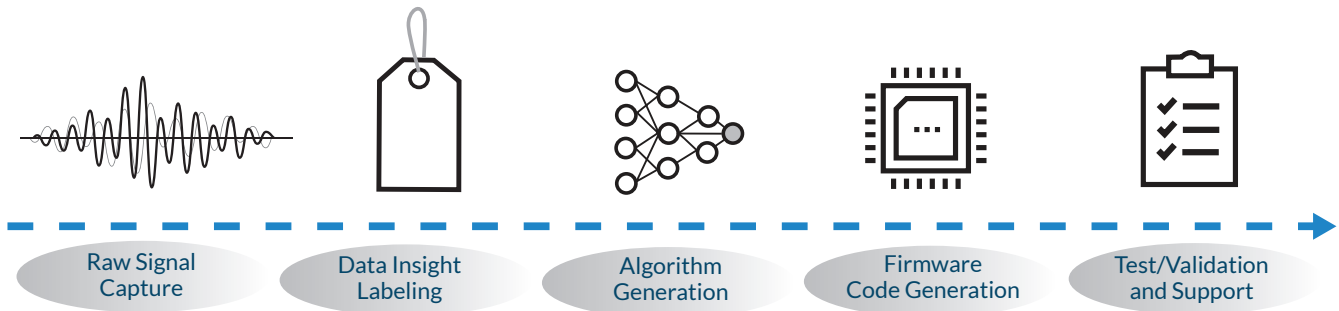 Raw Signal
Capture
Data Insight
Labeling
Algorithm
Generation
Firmware
Code Generation
Test/Validation
and Support